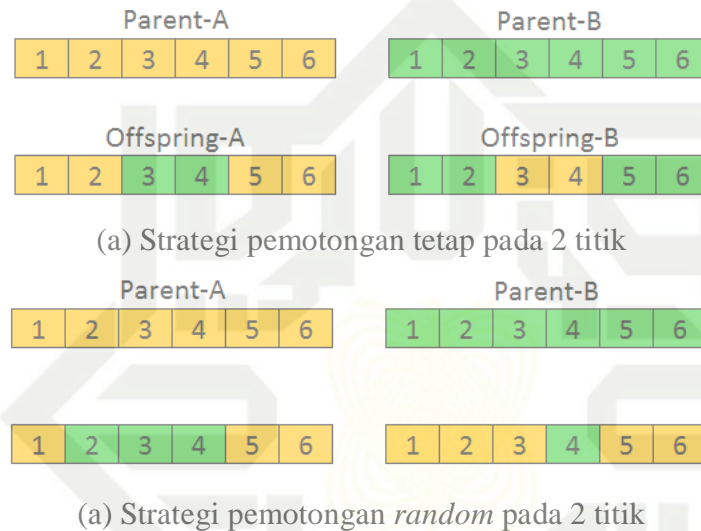 Parent-A Parent-B
1 2 3 4 5 6 1 2 3 4 5 6
Offspring-A Offspring-B
1 2 3 4 5 6 1 2 3 4 5 6
(a) Strategi pemotongan tetap pada 2 titik
Parent-A Parent-B
1 2 3 4 5 6 1 2 3 4 5 6
1 2 3 4 5 6 1 2 3 4 5 6
(a) Strategi pemotongan random pada 2 titik